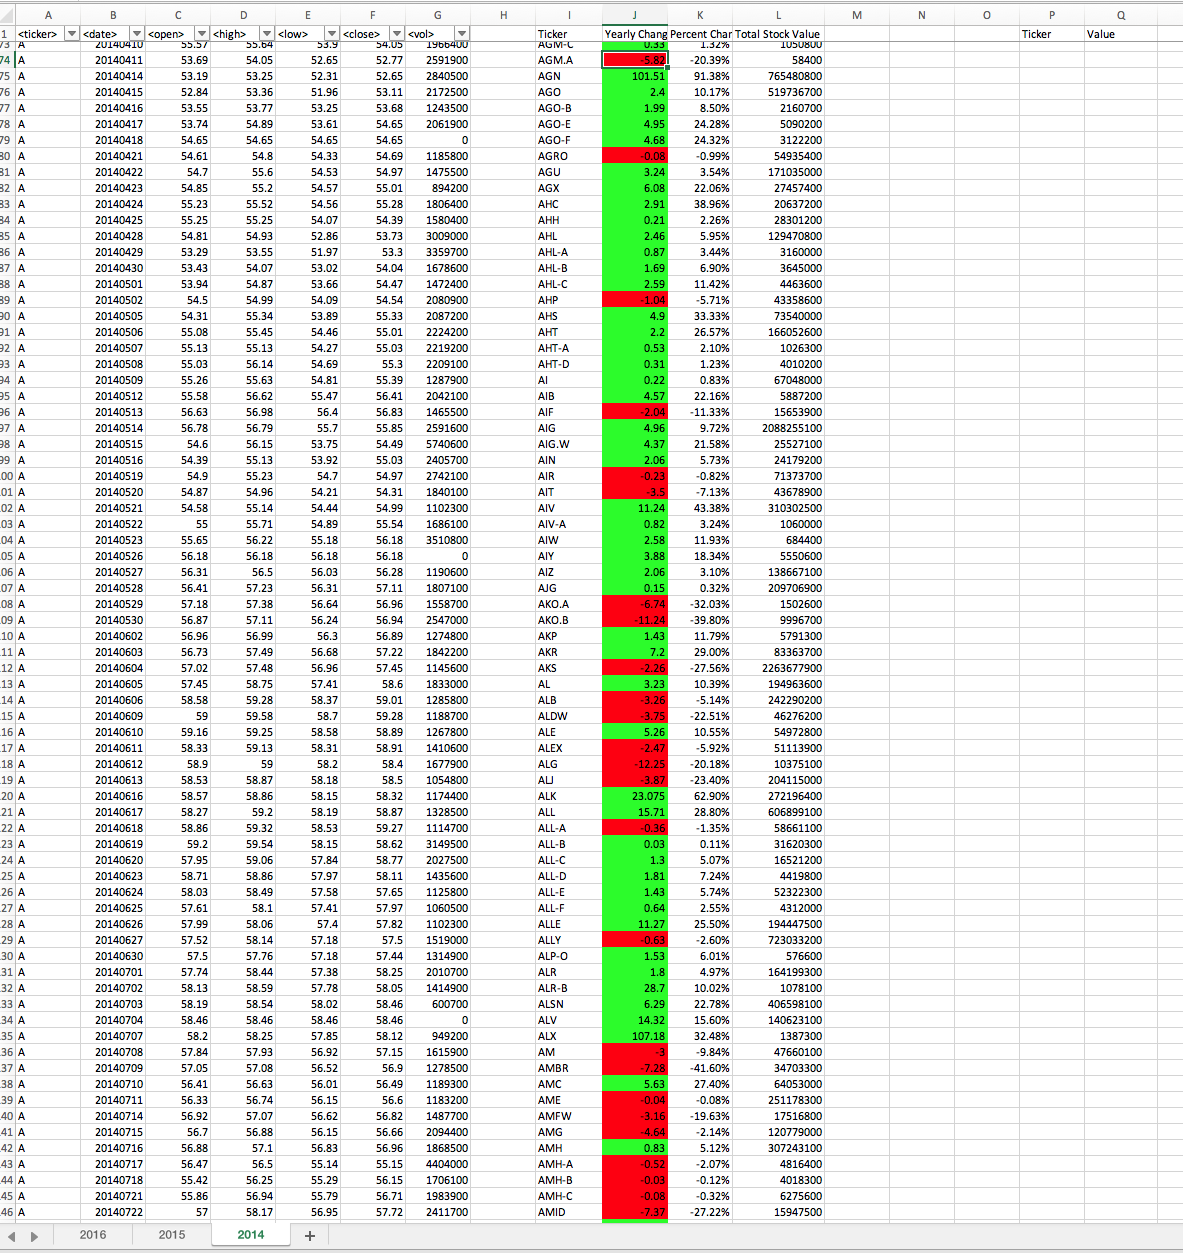 A B C D E F G H I J K L M N O P Q
1 <ticker> <date> <open> <high> <low> <close> <vol> Ticker Yearly Chang Percent Char Total Stock Value Ticker Value
73 A 20140410 55.57 55.64 53.9 54.05 1966400 AGM-C 0.33 1.32% 1050800
74 A 20140411 53.69 54.05 52.65 52.77 2591900 AGM.A -5.82 -20.39% 58400
75 A 20140414 53.19 53.25 52.31 52.65 2840500 AGN 101.51 91.38% 765480800
76 A 20140415 52.84 53.36 51.96 53.11 2172500 AGO 2.4 10.17% 519736700
77 A 20140416 53.55 53.77 53.25 53.68 1243500 AGO-B 1.99 8.50% 2160700
78 A 20140417 53.74 54.89 53.61 54.65 2061900 AGO-E 4.95 24.28% 5090200
79 A 20140418 54.65 54.65 54.65 54.65 0 AGO-F 4.68 24.32% 3122200
80 A 20140421 54.61 54.8 54.33 54.69 1185800 AGRO -0.08 -0.99% 54935400
81 A 20140422 54.7 55.6 54.53 54.97 1475500 AGU 3.24 3.54% 171035000
82 A 20140423 54.85 55.2 54.57 55.01 894200 AGX 6.08 22.06% 27457400
83 A 20140424 55.23 55.52 54.56 55.28 1806400 AHC 2.91 38.96% 20637200
84 A 20140425 55.25 55.25 54.07 54.39 1580400 AHH 0.21 2.26% 28301200
85 A 20140428 54.81 54.93 52.86 53.73 3009000 AHL 2.46 5.95% 129470800
86 A 20140429 53.29 53.55 51.97 53.3 3359700 AHL-A 0.87 3.44% 3160000
87 A 20140430 53.43 54.07 53.02 54.04 1678600 AHL-B 1.69 6.90% 3645000
88 A 20140501 53.94 54.87 53.66 54.47 1472400 AHL-C 2.59 11.42% 4463600
89 A 20140502 54.5 54.99 54.09 54.54 2080900 AHP -1.04 -5.71% 43358600
90 A 20140505 54.31 55.34 53.89 55.33 2087200 AHS 4.9 33.33% 73540000
91 A 20140506 55.08 55.45 54.46 55.01 2224200 AHT 2.2 26.57% 166052600
92 A 20140507 55.13 55.13 54.27 55.03 2219200 AHT-A 0.53 2.10% 1026300
93 A 20140508 55.03 56.14 54.69 55.3 2209100 AHT-D 0.31 1.23% 4010200
94 A 20140509 55.26 55.63 54.81 55.39 1287900 AI 0.22 0.83% 67048000
95 A 20140512 55.58 56.62 55.47 56.41 2042100 AIB 4.57 22.16% 5887200
96 A 20140513 56.63 56.98 56.4 56.83 1465500 AIF -2.04 -11.33% 15653900
97 A 20140514 56.78 56.79 55.7 55.85 2591600 AIG 4.96 9.72% 2088255100
98 A 20140515 54.6 56.15 53.75 54.49 5740600 AIG.W 4.37 21.58% 25527100
99 A 20140516 54.39 55.13 53.92 55.03 2405700 AIN 2.06 5.73% 24179200
00 A 20140519 54.9 55.23 54.7 54.97 2742100 AIR -0.23 -0.82% 71373700
01 A 20140520 54.87 54.96 54.21 54.31 1840100 AIT -3.5 -7.13% 43678900
02 A 20140521 54.58 55.14 54.44 54.99 1102300 AIV 11.24 43.38% 310302500
03 A 20140522 55 55.71 54.89 55.54 1686100 AIV-A 0.82 3.24% 1060000
04 A 20140523 55.65 56.22 55.18 56.18 3510800 AIW 2.58 11.93% 684400
05 A 20140526 56.18 56.18 56.18 56.18 0 AIY 3.88 18.34% 5550600
06 A 20140527 56.31 56.5 56.03 56.28 1190600 AIZ 2.06 3.10% 138667100
07 A 20140528 56.41 57.23 56.31 57.11 1807100 AJG 0.15 0.32% 209706900
08 A 20140529 57.18 57.38 56.64 56.96 1558700 AKO.A -6.74 -32.03% 1502600
09 A 20140530 56.87 57.11 56.24 56.94 2547000 AKO.B -11.24 -39.80% 9996700
10 A 20140602 56.96 56.99 56.3 56.89 1274800 AKP 1.43 11.79% 5791300
11 A 20140603 56.73 57.49 56.68 57.22 1842200 AKR 7.2 29.00% 83363700
12 A 20140604 57.02 57.48 56.96 57.45 1145600 AKS -2.26 -27.56% 2263677900
13 A 20140605 57.45 58.75 57.41 58.6 1833000 AL 3.23 10.39% 194963600
14 A 20140606 58.58 59.28 58.37 59.01 1285800 ALB -3.26 -5.14% 242290200
15 A 20140609 59 59.58 58.7 59.28 1188700 ALDW -3.75 -22.51% 46276200
16 A 20140610 59.16 59.25 58.58 58.89 1267800 ALE 5.26 10.55% 54972800
17 A 20140611 58.33 59.13 58.31 58.91 1410600 ALEX -2.47 -5.92% 51113900
18 A 20140612 58.9 59 58.2 58.4 1677900 ALG -12.25 -20.18% 10375100
19 A 20140613 58.53 58.87 58.18 58.5 1054800 ALJ -3.87 -23.40% 204115000
20 A 20140616 58.57 58.86 58.15 58.32 1174400 ALK 23.075 62.90% 272196400
21 A 20140617 58.27 59.2 58.19 58.87 1328500 ALL 15.71 28.80% 606899100
22 A 20140618 58.86 59.32 58.53 59.27 1114700 ALL-A -0.36 -1.35% 58661100
23 A 20140619 59.2 59.54 58.15 58.62 3149500 ALL-B 0.03 0.11% 31620300
24 A 20140620 57.95 59.06 57.84 58.77 2027500 ALL-C 1.3 5.07% 16521200
25 A 20140623 58.71 58.86 57.97 58.11 1435600 ALL-D 1.81 7.24% 4419800
26 A 20140624 58.03 58.49 57.58 57.65 1125800 ALL-E 1.43 5.74% 52322300
27 A 20140625 57.61 58.1 57.41 57.97 1060500 ALL-F 0.64 2.55% 4312000
28 A 20140626 57.99 58.06 57.4 57.82 1102300 ALLE 11.27 25.50% 194447500
29 A 20140627 57.52 58.14 57.18 57.5 1519000 ALLY -0.63 -2.60% 723033200
30 A 20140630 57.5 57.76 57.18 57.44 1314900 ALP-O 1.53 6.01% 576600
31 A 20140701 57.74 58.44 57.38 58.25 2010700 ALR 1.8 4.97% 164199300
32 A 20140702 58.13 58.59 57.78 58.05 1414900 ALR-B 28.7 10.02% 1078100
33 A 20140703 58.19 58.54 58.02 58.46 600700 ALSN 6.29 22.78% 406598100
34 A 20140704 58.46 58.46 58.46 58.46 0 ALV 14.32 15.60% 140623100
35 A 20140707 58.2 58.25 57.85 58.12 949200 ALX 107.18 32.48% 1387300
36 A 20140708 57.84 57.93 56.92 57.15 1615900 AM -3 -9.84% 47660100
37 A 20140709 57.05 57.08 56.52 56.9 1278500 AMBR -7.28 -41.60% 34703300
38 A 20140710 56.41 56.63 56.01 56.49 1189300 AMC 5.63 27.40% 64053000
39 A 20140711 56.33 56.74 56.15 56.6 1183200 AME -0.04 -0.08% 251178300
40 A 20140714 56.92 57.07 56.62 56.82 1487700 AMFW -3.16 -19.63% 17516800
41 A 20140715 56.7 56.88 56.15 56.66 2094400 AMG -4.64 -2.14% 120779000
42 A 20140716 56.88 57.1 56.83 56.96 1868500 AMH 0.83 5.12% 307243100
43 A 20140717 56.47 56.5 55.14 55.15 4404000 AMH-A -0.52 -2.07% 4816400
44 A 20140718 55.42 56.25 55.29 56.15 1706100 AMH-B -0.03 -0.12% 4018300
45 A 20140721 55.86 56.94 55.79 56.71 1983900 AMH-C -0.08 -0.32% 6275600
46 A 20140722 57 58.17 56.95 57.72 2411700 AMID -7.37 -27.22% 15947500
2016 2015 2014 +